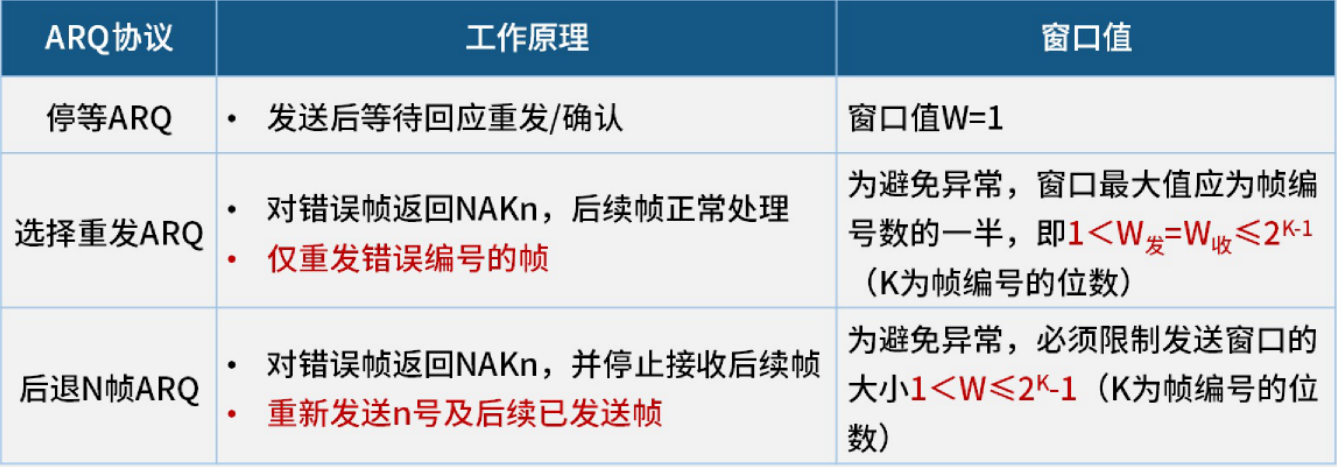 ARQ协议 工作原理 窗口值
停等ARQ
• 发送后等待回应重发/确认
窗口值W=1
选择重发ARQ
• 对错误帧返回NAKn，后续帧正常处理
• 仅重发错误编号的帧
为避免异常，窗口最大值应为帧编
号数的一半，即1＜W发=W收≤2^K-1
（K为帧编号的位数）
后退N帧ARQ
• 对错误帧返回NAKn，并停止接收后续帧
• 重新发送n号及后续已发送帧
为避免异常，必须限制发送窗口的
大小1＜W≤2^K-1（K为帧编号的位
数）